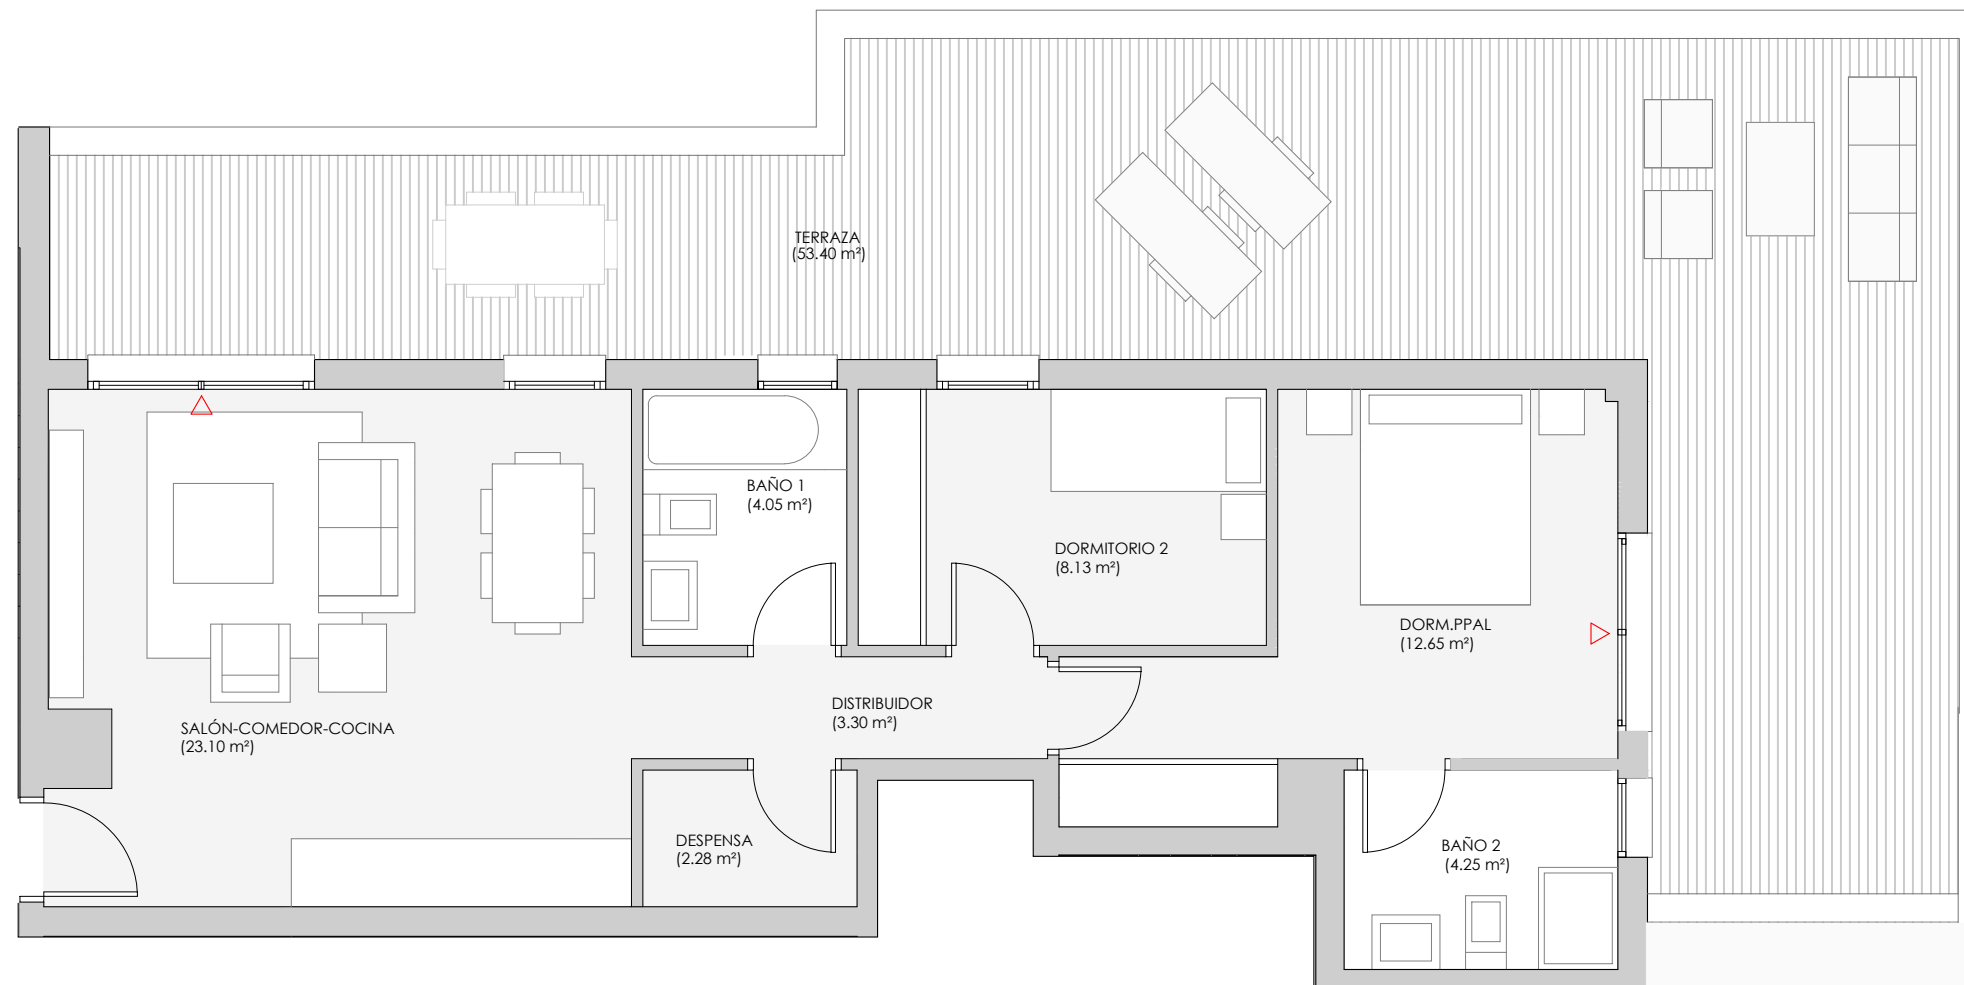 TERRAZA
(53.40 m²)
BAÑO 1
(4.05 m²)
DORMITORIO 2
(8.13 m²)
DORM.PPAL
(12.65 m²)
DISTRIBUIDOR
(3.30 m²)
SALÓN-COMEDOR-COCINA
(23.10 m²)
DESPENSA
(2.28 m²)
BAÑO 2
(4.25 m²)